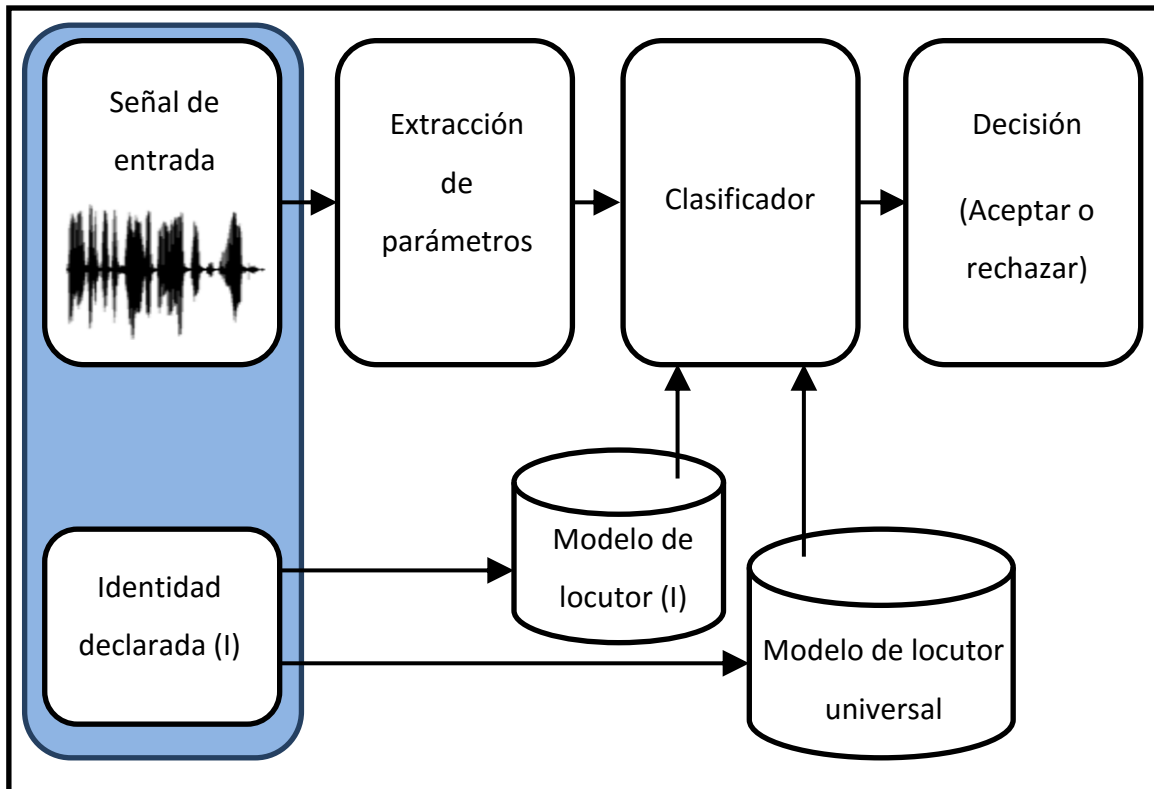 Señal de
entrada
Extracción
de
parámetros
Clasificador
Decisión
(Aceptar o
rechazar)
Identidad
declarada (I)
Modelo de
locutor (I)
Modelo de locutor
universal